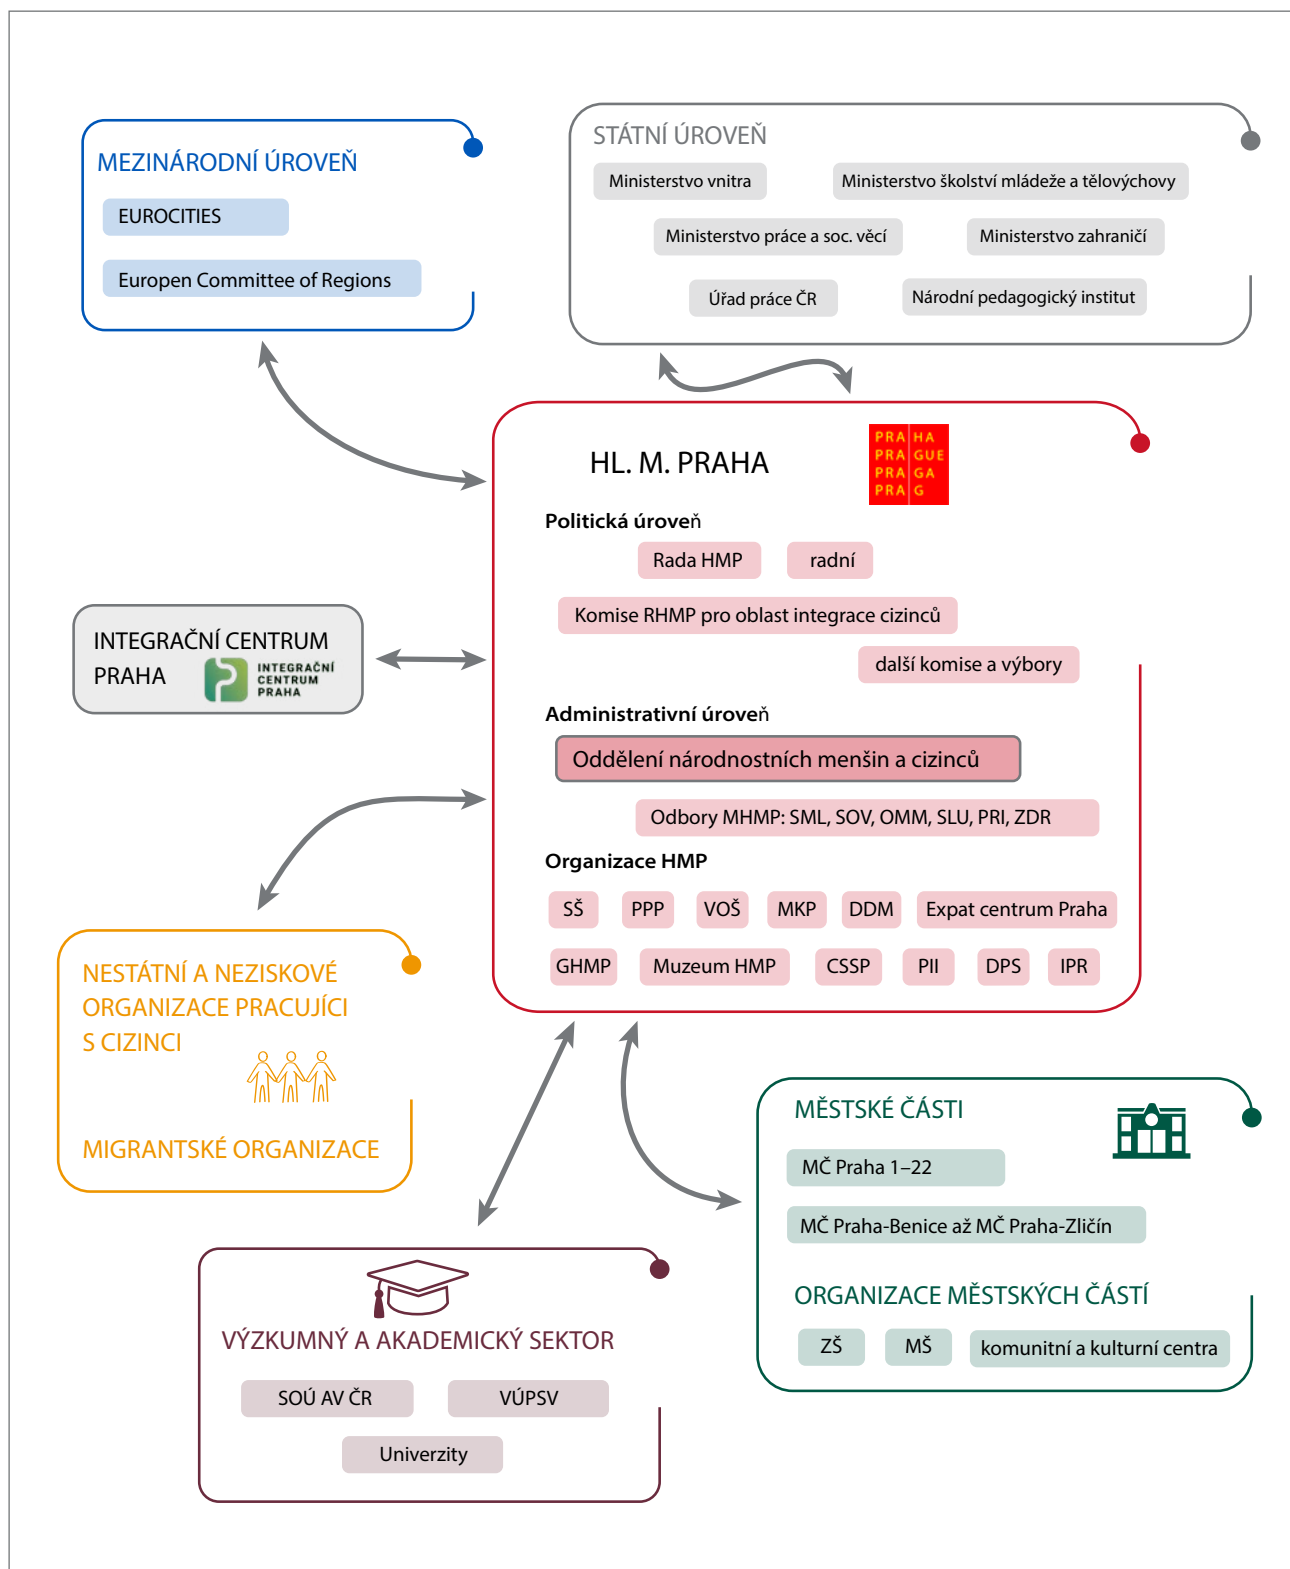 MEZINÁRODNÍ ÚROVEŇ
EUROCITIES
Europen Committee of Regions
STÁTNÍ ÚROVEŇ
Ministerstvo vnitra
Ministerstvo školství mládeže a tělovýchovy
Ministerstvo práce a soc. věcí
Ministerstvo zahraničí
Úřad práce ČR
Národní pedagogický institut
HL. M. PRAHA
PRA HA
PRA GUE
PRA GA
PRA G
Politická úroveň
Rada HMP
radní
Komise RHMP pro oblast integrace cizinců
další komise a výbory
Administrativní úroveň
Oddělení národnostních menšin a cizinců
Odbory MHMP: SML, SOV, OMM, SLU, PRI, ZDR
Organizace HMP
SŠ
PPP
VOŠ
MKP
DDM
Expat centrum Praha
GHMP
Muzeum HMP
CSSP
PII
DPS
IPR
INTEGRAČNÍ CENTRUM
PRAHA
INTEGRAČNÍ
CENTRUM
PRAHA
NESTÁTNÍ A NEZISKOVÉ
ORGANIZACE PRACUJÍCI
S CIZINCI
MIGRANTSKÉ ORGANIZACE
MĚSTSKÉ ČÁSTI
MČ Praha 1–22
MČ Praha-Benice až MČ Praha-Zličín
ORGANIZACE MĚSTSKÝCH ČÁSTÍ
ZŠ
MŠ
komunitní a kulturní centra
VÝZKUMNÝ A AKADEMICKÝ SEKTOR
SOÚ AV ČR
VÚPSV
Univerzity